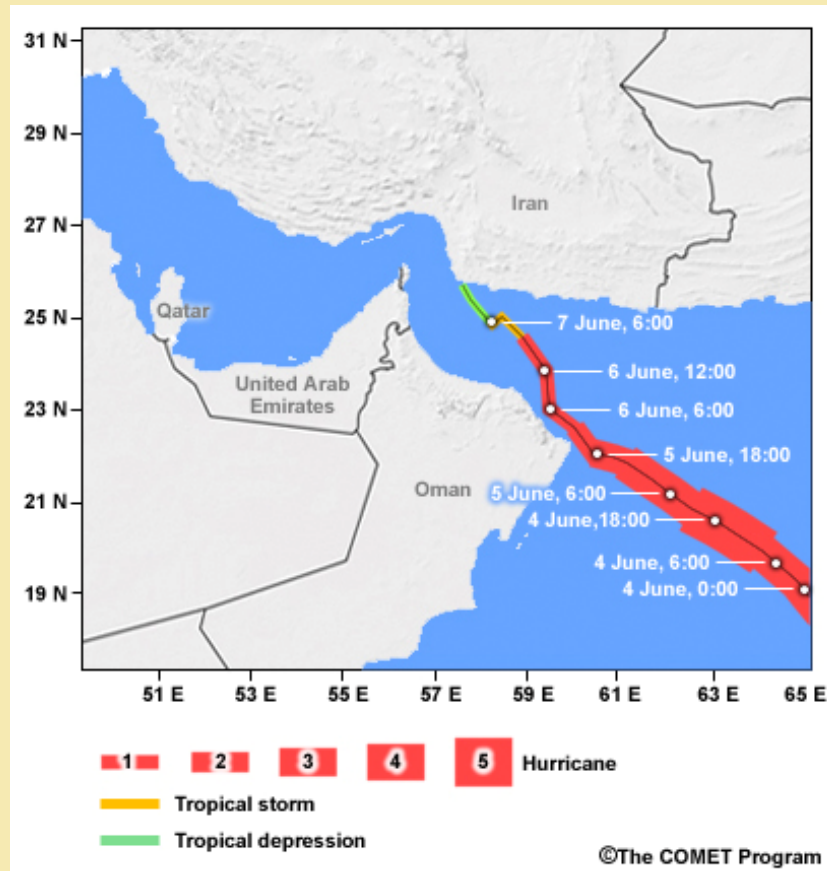 31 N
29 N
27 N
25 N
23 N
21 N
19 N
Iran
Qatar
United Arab
Emirates
Oman
7 June, 6:00
6 June, 12:00
6 June, 6:00
5 June, 18:00
5 June, 6:00
4 June,18:00
4 June, 6:00
4 June, 0:00
51 E 53 E 55 E 57 E 59 E 61 E 63 E 65 E
1 2 3 4 5 Hurricane
Tropical storm
Tropical depression
©The COMET Program